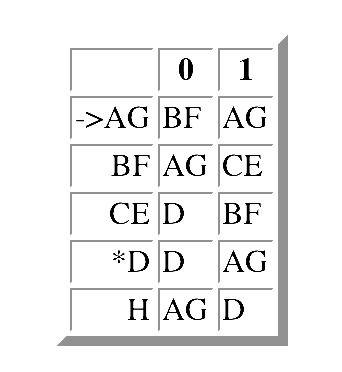 0 1
->AG BF AG
BF AG CE
CE D BF
*D D AG
H AG D